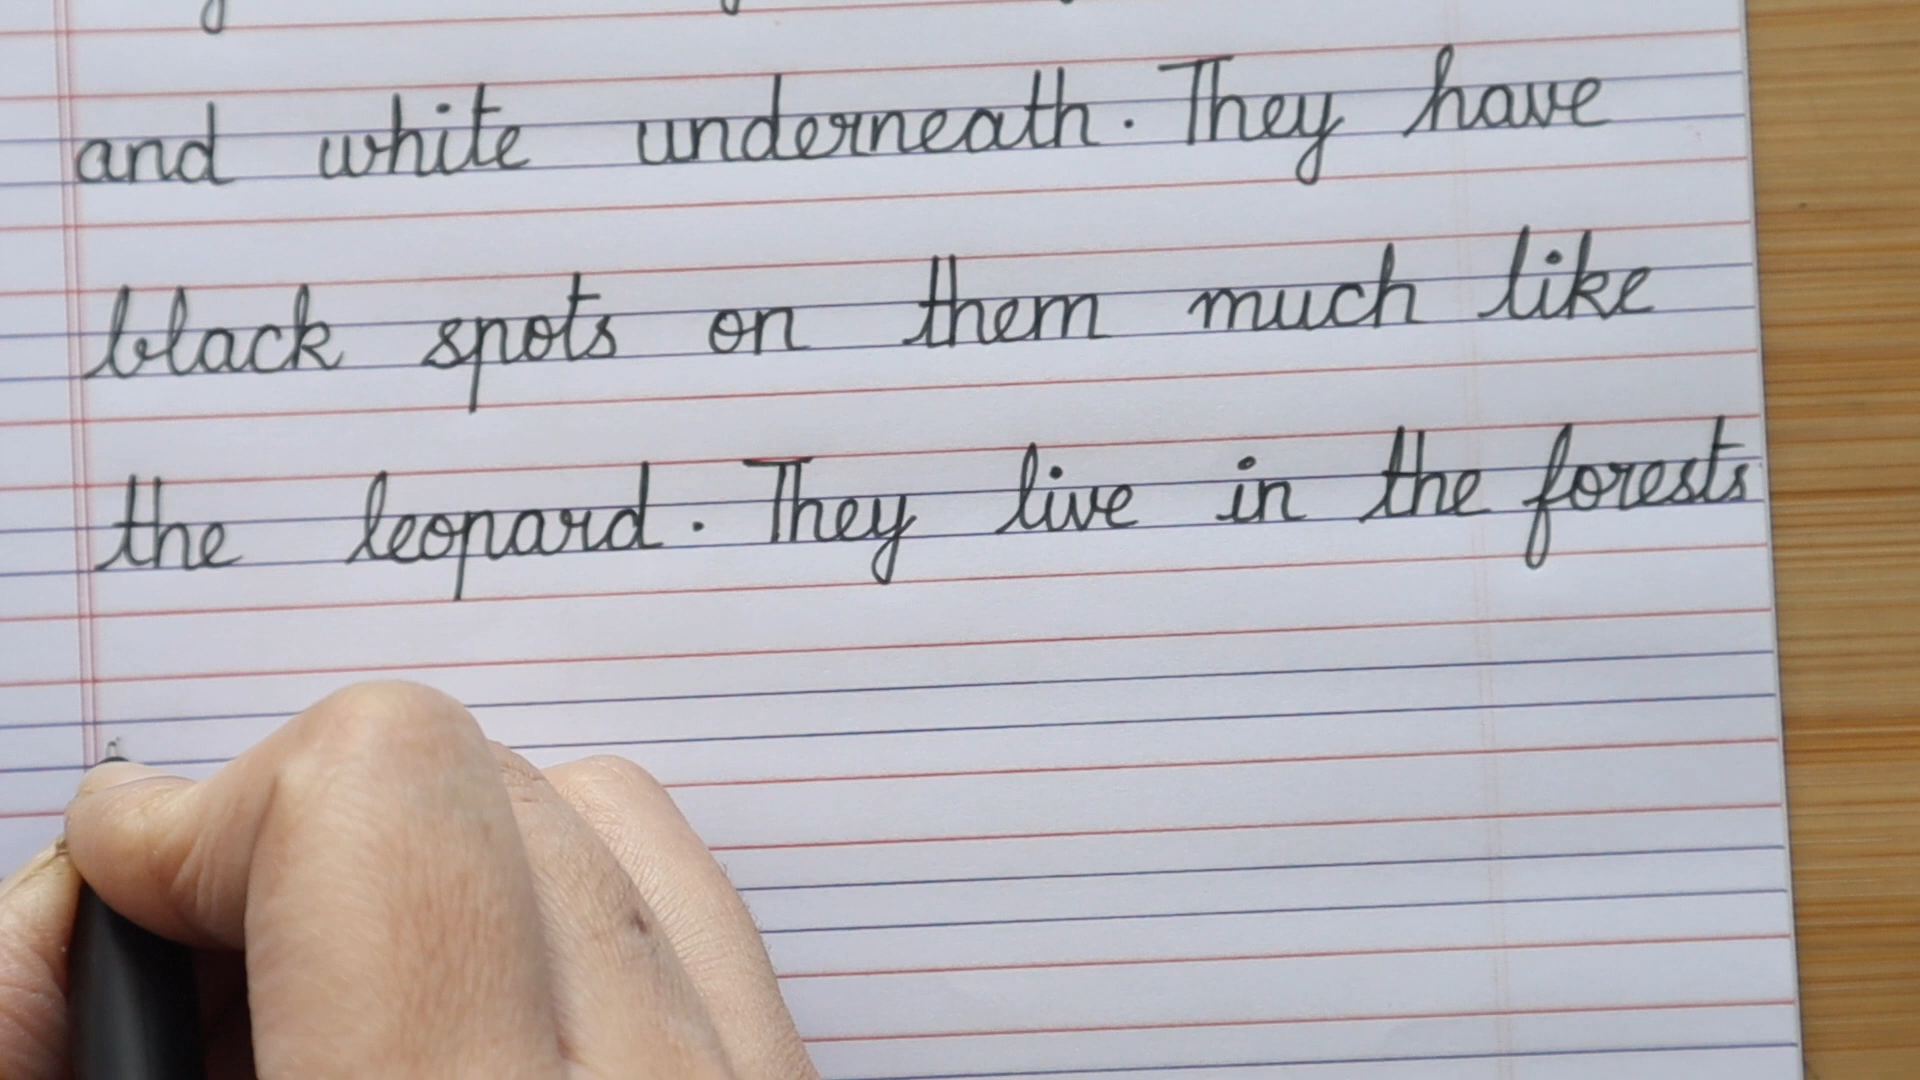 and white underneath. They have
black spots on them much like
the leopard. They live in the forests